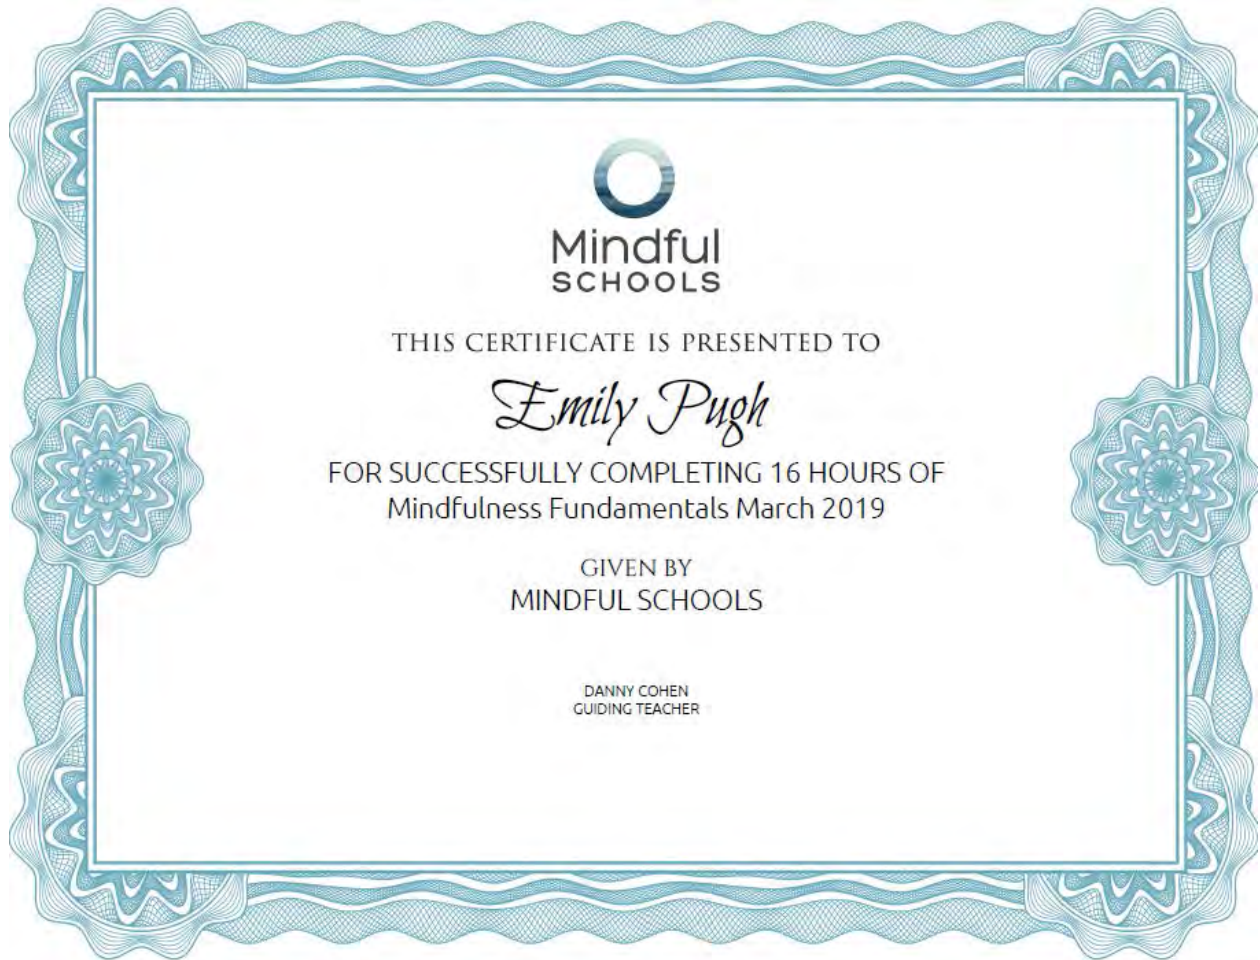 Mindful
SCHOOLS
THIS CERTIFICATE IS PRESENTED TO
Emily Pugh
FOR SUCCESSFULLY COMPLETING 16 HOURS OF
Mindfulness Fundamentals March 2019
GIVEN BY
MINDFUL SCHOOLS
DANNY COHEN
GUIDING TEACHER